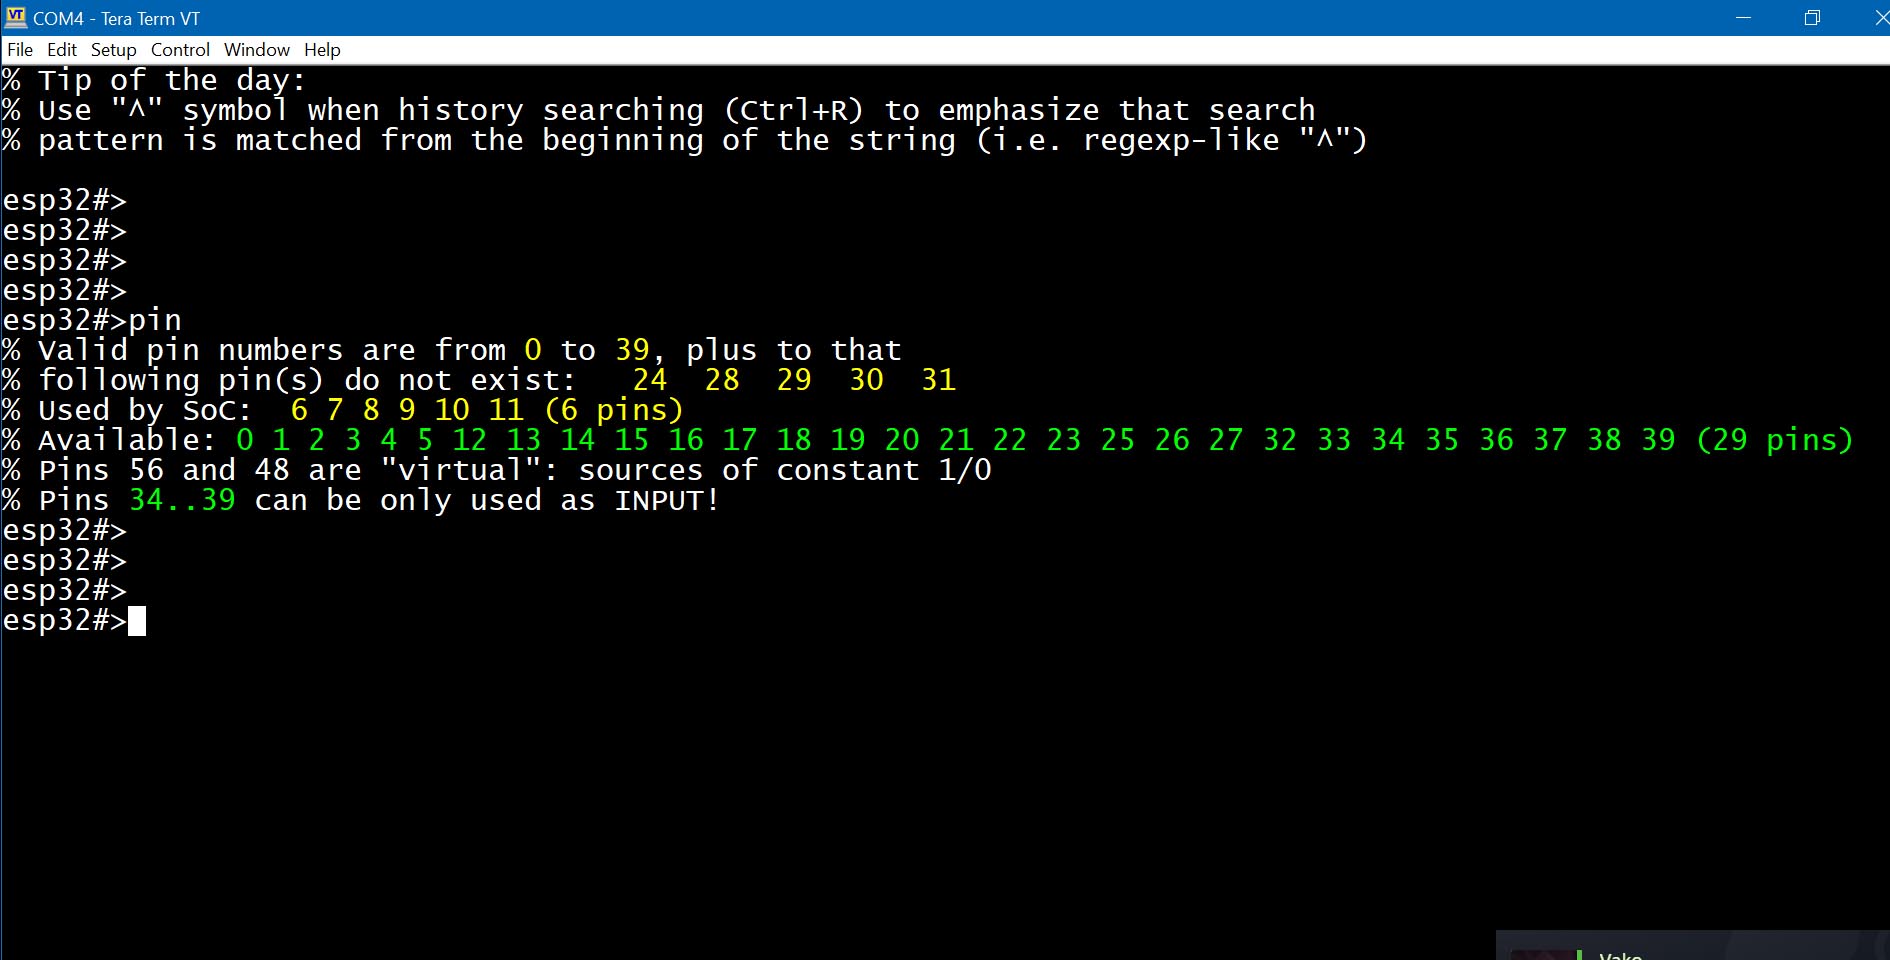 COM4 - Tera Term VT
File Edit Setup Control Window Help
% Tip of the day:
% Use "^" symbol when history searching (Ctrl+R) to emphasize that search
% pattern is matched from the beginning of the string (i.e. regexp-like "^")
esp32#>
esp32#>
esp32#>
esp32#>
esp32#>pin
% Valid pin numbers are from 0 to 39, plus to that
% following pin(s) do not exist: 24 28 29 30 31
% Used by SoC: 6 7 8 9 10 11 (6 pins)
% Available: 0 1 2 3 4 5 12 13 14 15 16 17 18 19 20 21 22 23 25 26 27 32 33 34 35 36 37 38 39 (29 pins)
% Pins 56 and 48 are "virtual": sources of constant 1/0
% Pins 34..39 can be only used as INPUT!
esp32#>
esp32#>
esp32#>
esp32#>